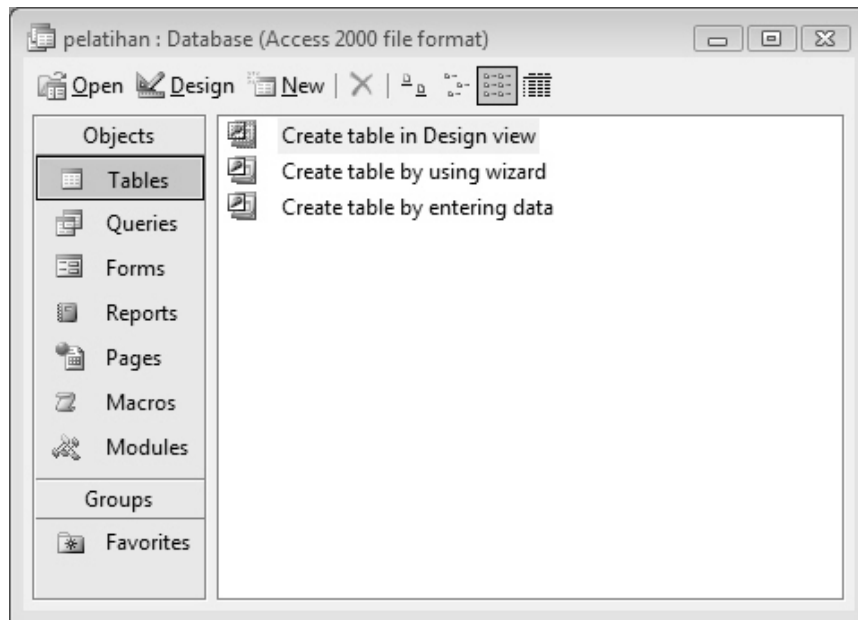 pelatihan : Database (Access 2000 file format)
Open Design New
Objects
Tables
Queries
Forms
Reports
Pages
Macros
Modules
Groups
Favorites
Create table in Design view
Create table by using wizard
Create table by entering data